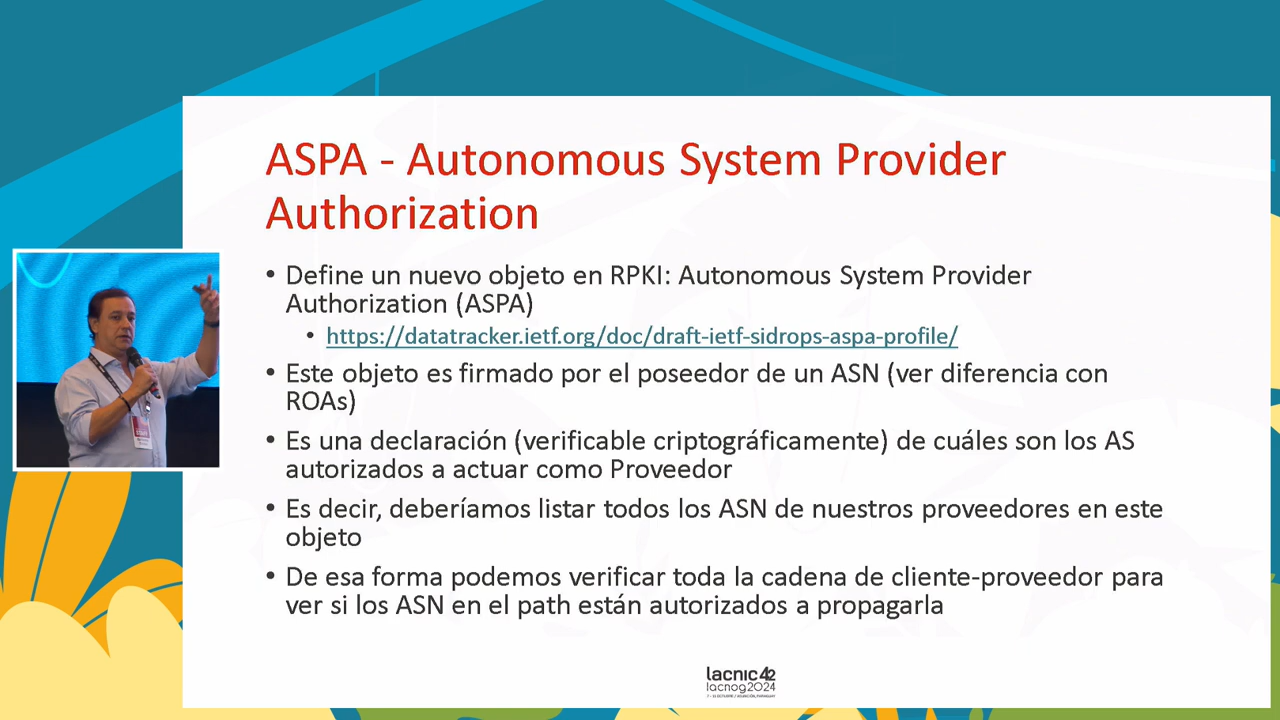 ASPA - Autonomous System Provider
Authorization
• Define un nuevo objeto en RPKI: Autonomous System Provider
Authorization (ASPA)
• https://datatracker.ietf.org/doc/draft-ietf-sidrops-aspa-profile/
• Este objeto es firmado por el poseedor de un ASN (ver diferencia con
ROAs)
• Es una declaración (verificable criptográficamente) de cuáles son los AS
autorizados a actuar como Proveedor
• Es decir, deberíamos listar todos los ASN de nuestros proveedores en este
objeto
• De esa forma podemos verificar toda la cadena de cliente-proveedor para
ver si los ASN en el path están autorizados a propagarla
lacnic42
lacnog2024